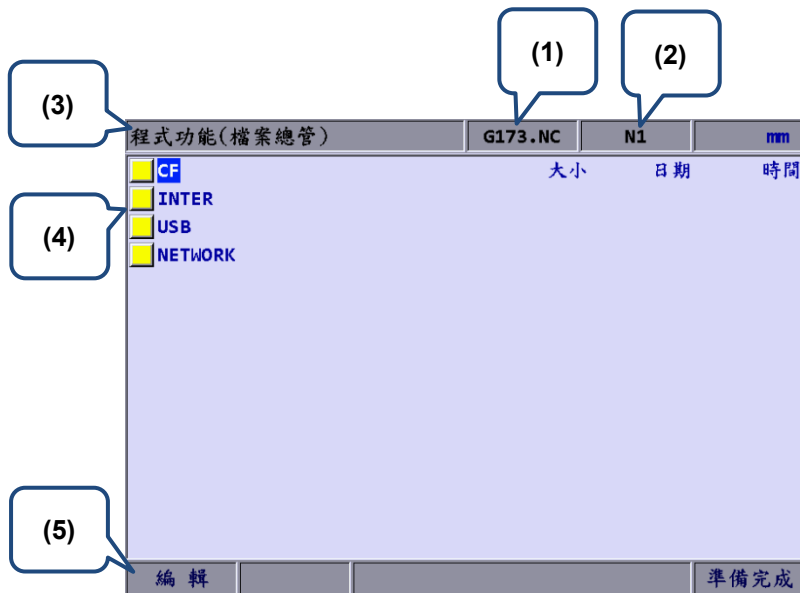 (1) (2)
(3)
程式功能(檔案總管) G173.NC N1 mm
CF 大小 日期 時間
INTER
(4)
USB
NETWORK
(5)
編 輯 準備完成